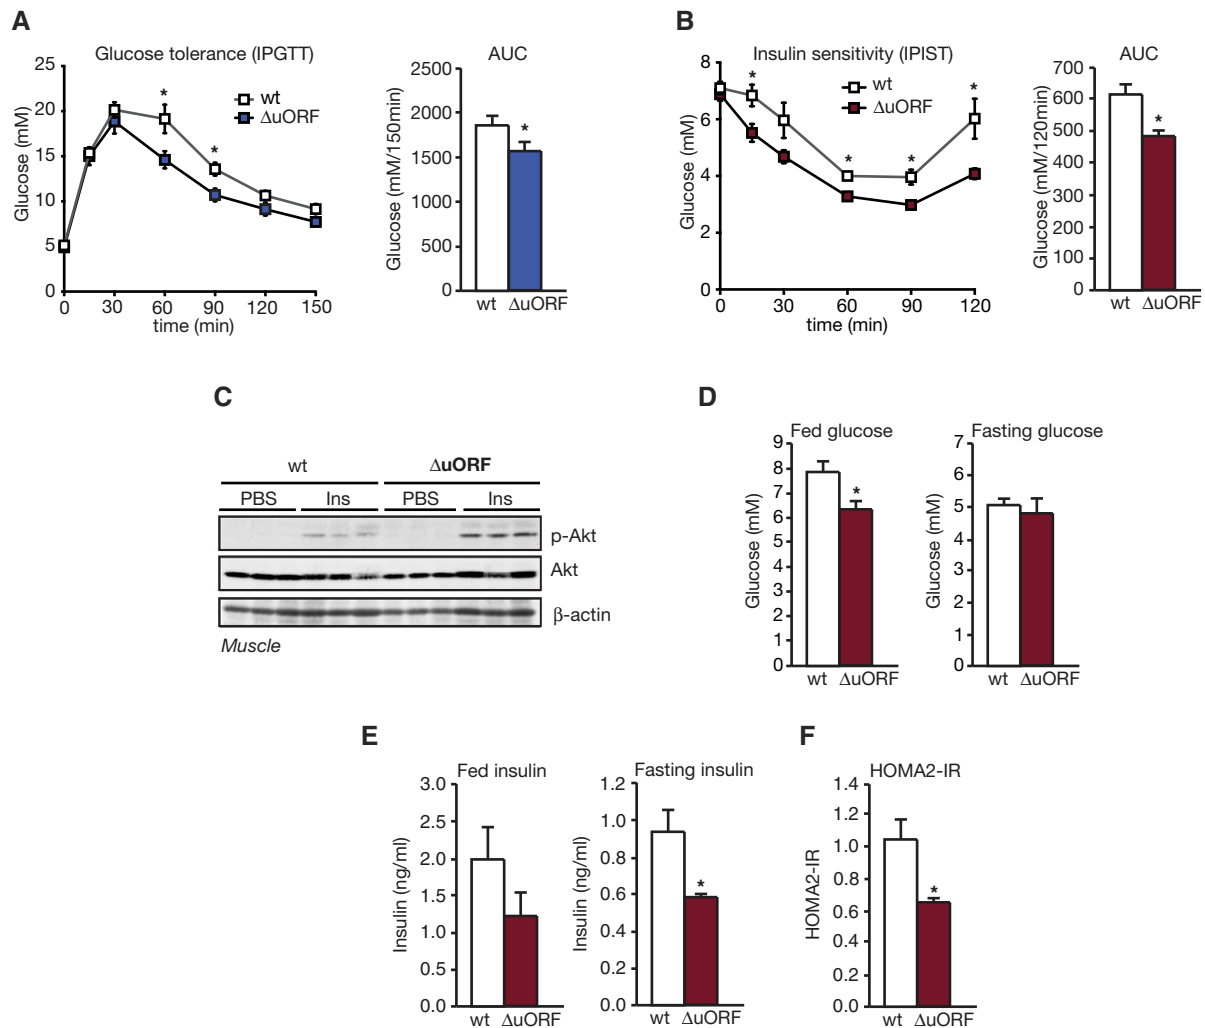 A
Glucose tolerance (IPGTT)
Glucose (mM)
25
20
15
10
5
0
0 30 60 90 120 150
time (min)
wt
ΔuORF
*
*
AUC
Glucose (mM/150min)
2500
2000
1500
1000
500
0
*
wt ΔuORF
B
Insulin sensitivity (IPIST)
Glucose (mM)
8
6
4
2
0
0 30 60 90 120
time (min)
wt
ΔuORF
*
*
*
*
AUC
Glucose (mM/120min)
700
600
500
400
300
200
100
0
*
wt ΔuORF
C
wt ΔuORF
PBS Ins PBS Ins
p-Akt
Akt
β-actin
Muscle
D
Fed glucose
Glucose (mM)
9
8
7
6
5
4
3
2
1
0
*
wt ΔuORF
Fasting glucose
Glucose (mM)
7
6
5
4
3
2
1
0
wt ΔuORF
E
Fed insulin
Insulin (ng/ml)
3.0
2.5
2.0
1.5
1.0
0.5
0.0
wt ΔuORF
Fasting insulin
Insulin (ng/ml)
1.2
1.0
0.8
0.6
0.4
0.2
0.0
*
wt ΔuORF
F
HOMA2-IR
HOMA2-IR
1.4
1.2
1.0
0.8
0.6
0.4
0.2
0.0
*
wt ΔuORF